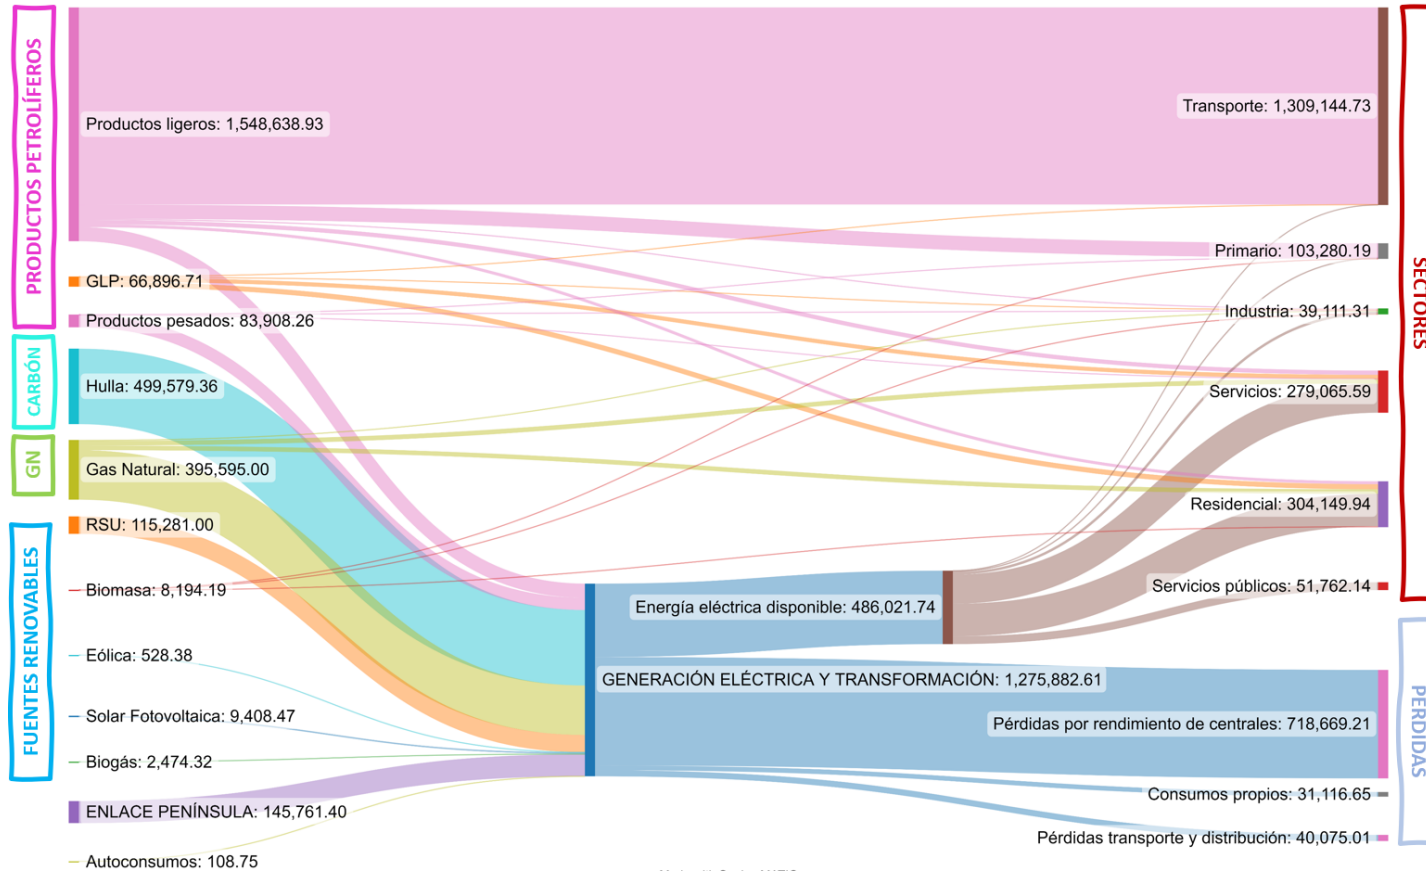 PRODUCTOS PETROLÍFEROS
Productos ligeros: 1,548,638.93
GLP: 66,896.71
Productos pesados: 83,908.26
CARBÓN
Hulla: 499,579.36
GN
Gas Natural: 395,595.00
FUENTES RENOVABLES
RSU: 115,281.00
Biomasa: 8,194.19
Eólica: 528.38
Solar Fotovoltaica: 9,408.47
Biogás: 2,474.32
ENLACE PENÍNSULA: 145,761.40
Autoconsumos: 108.75
Energía eléctrica disponible: 486,021.74
GENERACIÓN ELÉCTRICA Y TRANSFORMACIÓN: 1,275,882.61
SECTORES
Transporte: 1,309,144.73
Primario: 103,280.19
Industria: 39,111.31
Servicios: 279,065.59
Residencial: 304,149.94
Servicios públicos: 51,762.14
PERDIDAS
Pérdidas por rendimiento de centrales: 718,669.21
Consumos propios: 31,116.65
Pérdidas transporte y distribución: 40,075.01